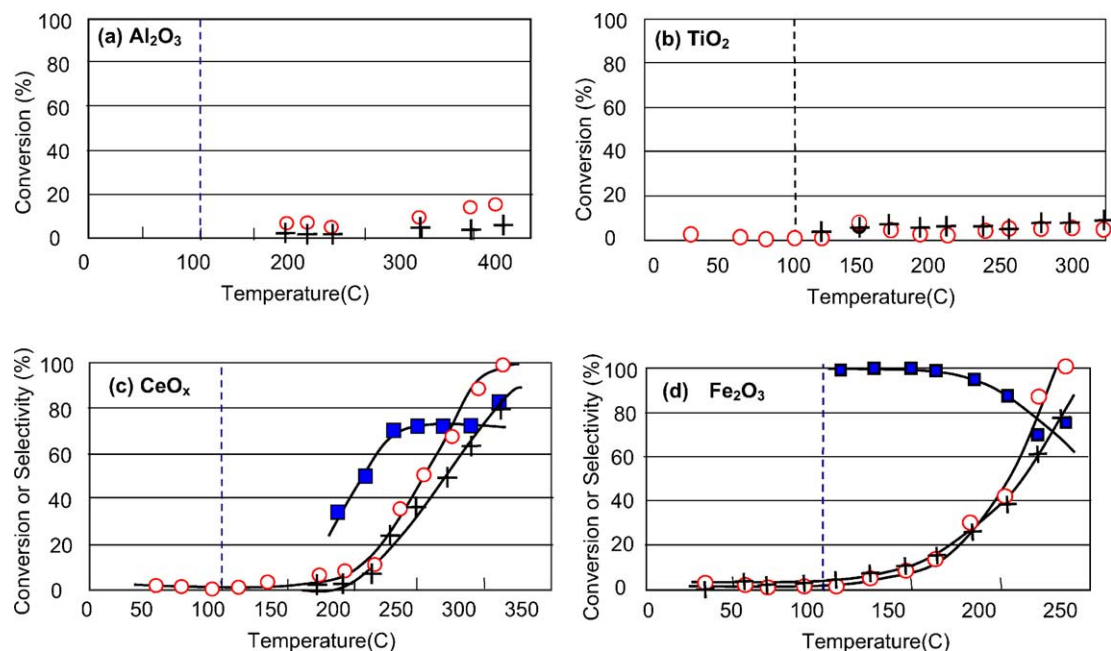 (a) Al₂O₃
Conversion (%)
100
80
60
40
20
0
0 100 200 300 400
Temperature(C)
(b) TiO₂
Conversion (%)
100
80
60
40
20
0
0 50 100 150 200 250 300
Temperature(C)
(c) CeOₓ
Conversion or Selectivity (%)
100
80
60
40
20
0
0 50 100 150 200 250 300 350
Temperature(C)
(d) Fe₂O₃
Conversion or Selectivity (%)
100
80
60
40
20
0
0 50 100 150 200 250
Temperature(C)